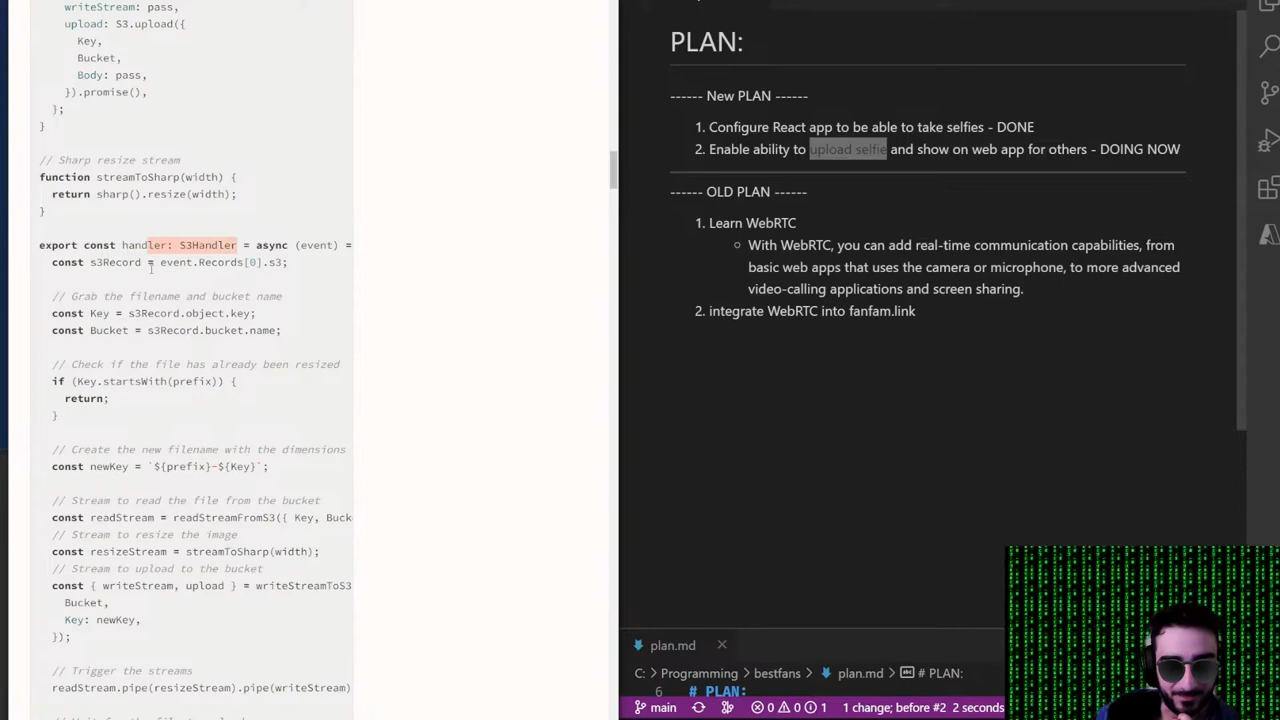 writeStream: pass,
upload: S3.upload({
Key,
Bucket,
Body: pass,
}).promise(),
};
}
// Sharp resize stream
function streamToSharp(width) {
return sharp().resize(width);
}
export const handler: S3Handler = async (event) =
const s3Record = event.Records[0].s3;
// Grab the filename and bucket name
const Key = s3Record.object.key;
const Bucket = s3Record.bucket.name;
// Check if the file has already been resized
if (Key.startsWith(prefix)) {
return;
}
// Create the new filename with the dimensions
const newKey = `${prefix}-${Key}`;
// Stream to read the file from the bucket
const readStream = readStreamFromS3({ Key, Buck
// Stream to resize the image
const resizeStream = streamToSharp(width);
// Stream to upload to the bucket
const { writeStream, upload } = writeStreamToS3
Bucket,
Key: newKey,
});
// Trigger the streams
readStream.pipe(resizeStream).pipe(writeStream)
PLAN:
------ New PLAN ------
1. Configure React app to be able to take selfies - DONE
2. Enable ability to upload selfie and show on web app for others - DOING NOW
------ OLD PLAN ------
1. Learn WebRTC
With WebRTC, you can add real-time communication capabilities, from
basic web apps that uses the camera or microphone, to more advanced
video-calling applications and screen sharing.
2. integrate WebRTC into fanfam.link
plan.md
C: > Programming > bestfans > plan.md > # PLAN:
6 # PLAN:
main 0 0 1 1 change; before #2 2 seconds